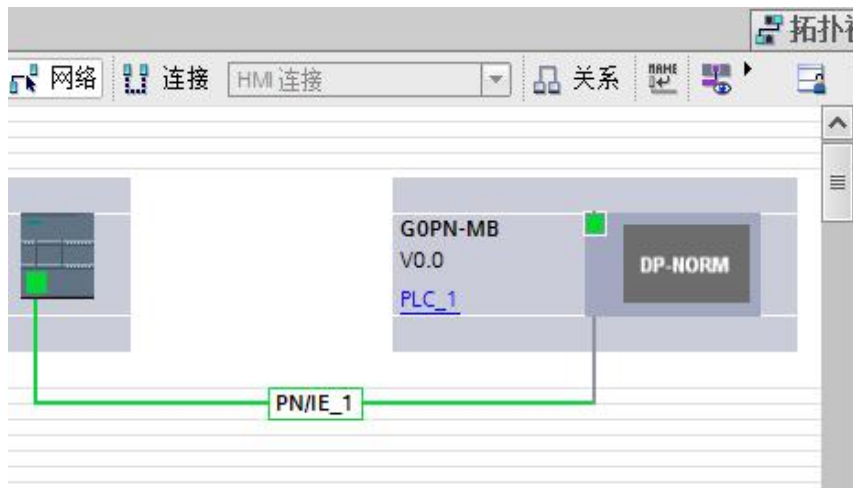 拓扑
网络 连接 HMI 连接 关系 NAME
G0PN-MB
V0.0
PLC_1
DP-NORM
PN/IE_1